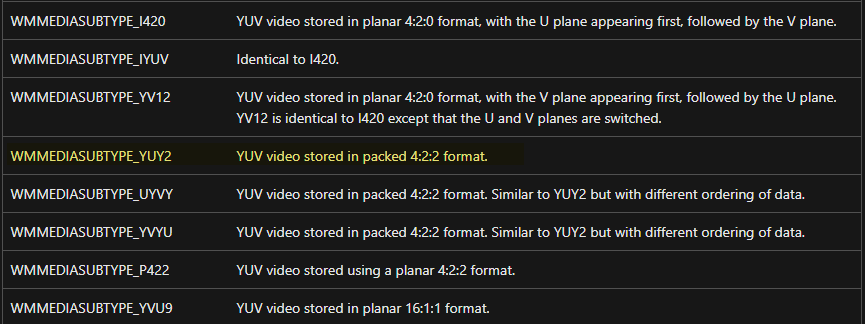 WMMEDIASUBTYPE_I420 YUV video stored in planar 4:2:0 format, with the U plane appearing first, followed by the V plane.
WMMEDIASUBTYPE_IYUV Identical to I420.
WMMEDIASUBTYPE_YV12 YUV video stored in planar 4:2:0 format, with the V plane appearing first, followed by the U plane.
YV12 is identical to I420 except that the U and V planes are switched.
WMMEDIASUBTYPE_YUY2 YUV video stored in packed 4:2:2 format.
WMMEDIASUBTYPE_UYVY YUV video stored in packed 4:2:2 format. Similar to YUY2 but with different ordering of data.
WMMEDIASUBTYPE_YVYU YUV video stored in packed 4:2:2 format. Similar to YUY2 but with different ordering of data.
WMMEDIASUBTYPE_P422 YUV video stored using a planar 4:2:2 format.
WMMEDIASUBTYPE_YVU9 YUV video stored in planar 16:1:1 format.